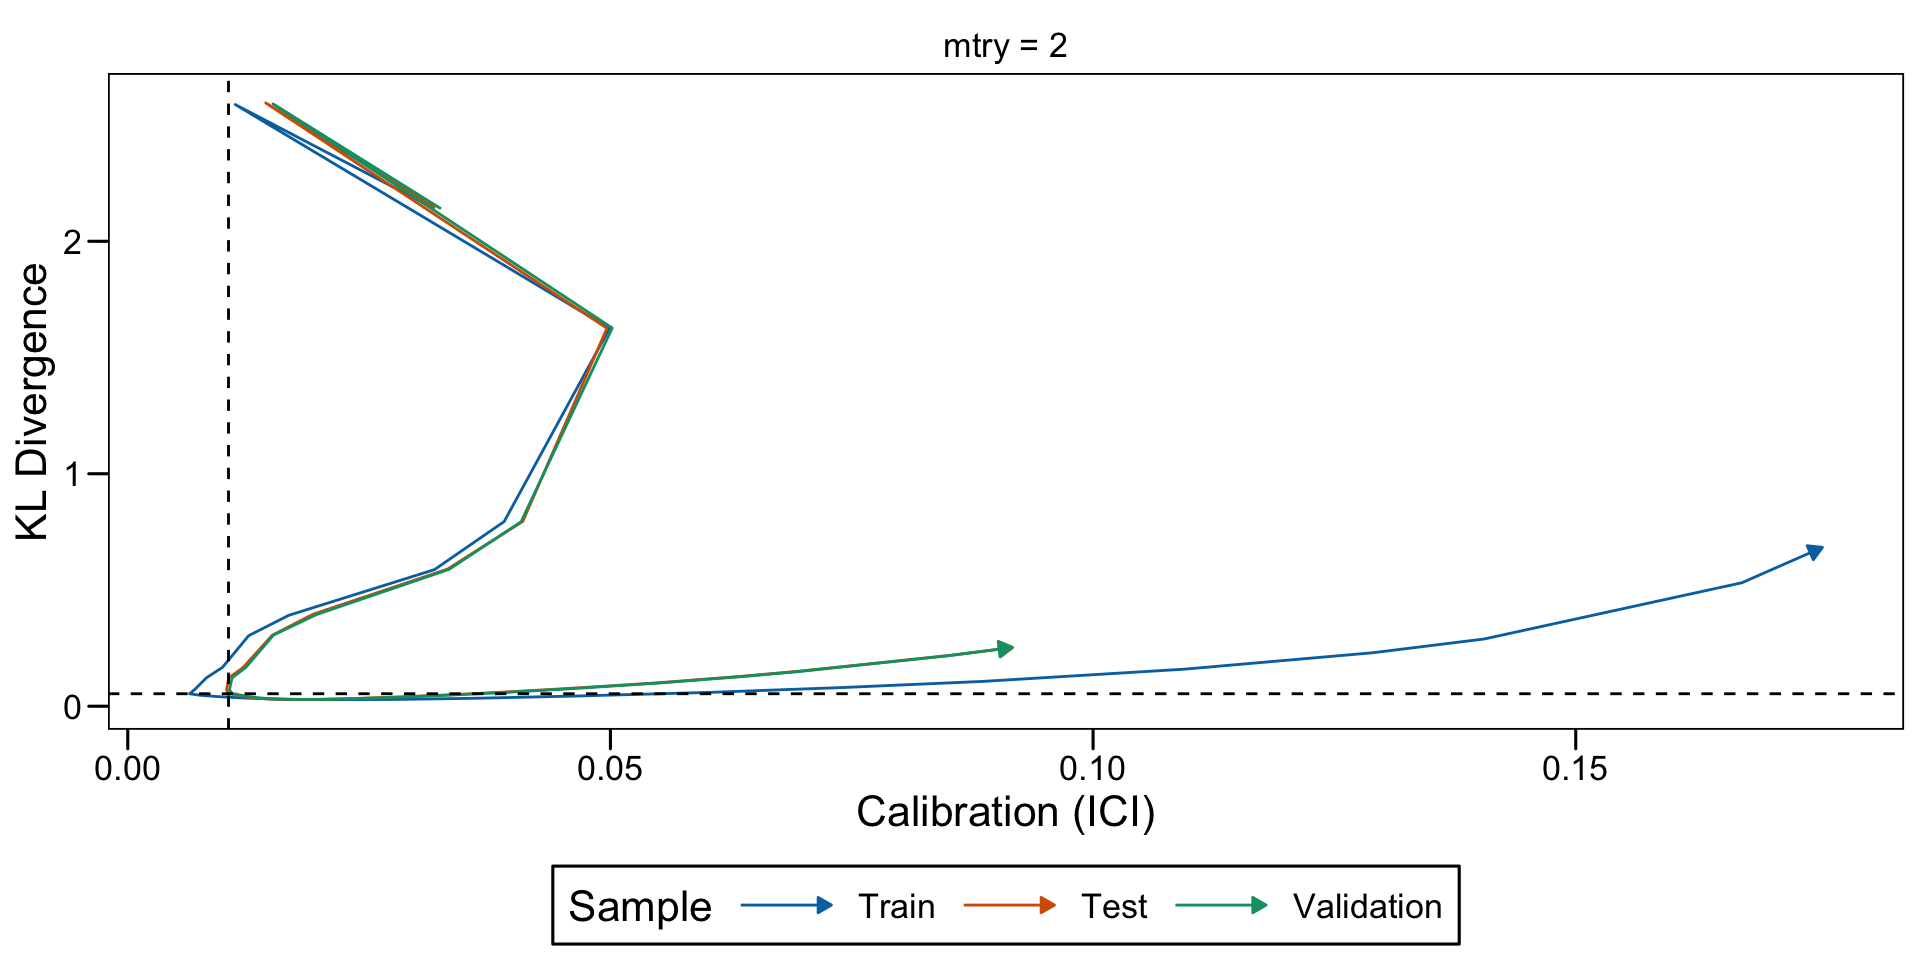 mtry = 2
KL Divergence
2
1
0
0.00 0.05 0.10 0.15
Calibration (ICI)
Sample Train Test Validation